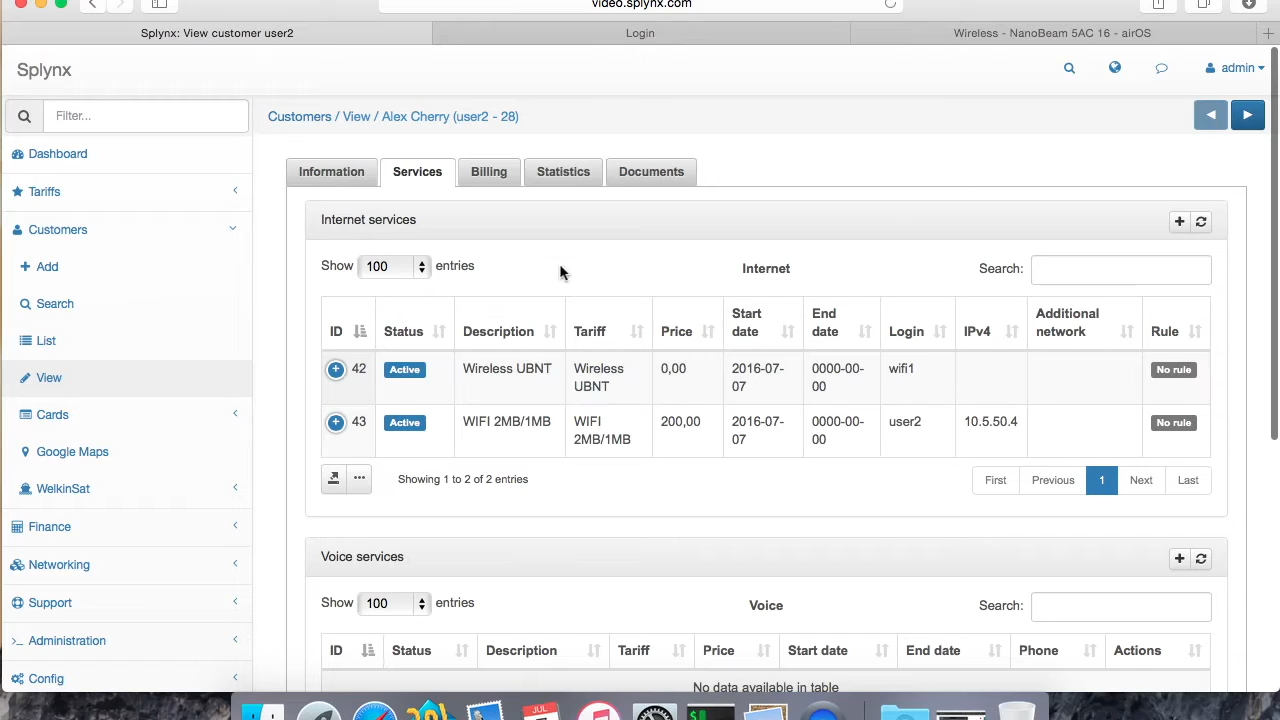 video.splynx.com
Splynx: View customer user2
Login
Wireless - NanoBeam 5AC 16 - airOS
Splynx
admin
Filter...
Customers / View / Alex Cherry (user2 - 28)
Dashboard
Tariffs
Customers
Add
Search
List
View
Cards
Google Maps
WelkinSat
Finance
Networking
Support
Administration
Config
Information
Services
Billing
Statistics
Documents
Internet services
Show 100 entries
Internet
Search:
ID Status Description Tariff Price Start date End date Login IPv4 Additional network Rule
42 Active Wireless UBNT Wireless UBNT 0,00 2016-07-07 0000-00-00 wifi1 No rule
43 Active WIFI 2MB/1MB WIFI 2MB/1MB 200,00 2016-07-07 0000-00-00 user2 10.5.50.4 No rule
Showing 1 to 2 of 2 entries
First Previous 1 Next Last
Voice services
Show 100 entries
Voice
Search:
ID Status Description Tariff Price Start date End date Phone Actions
No data available in table
JUL